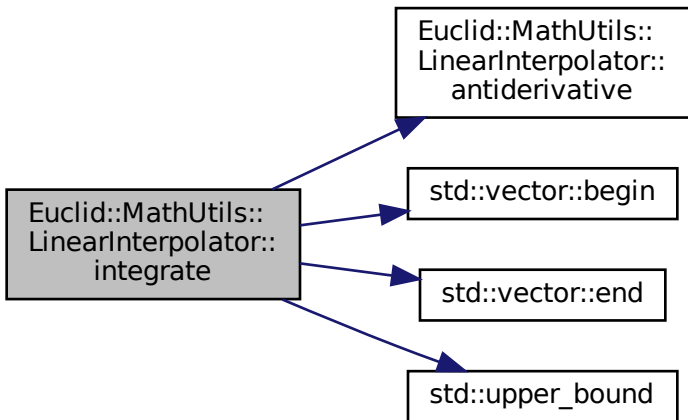 Euclid::MathUtils::
LinearInterpolator::
integrate
Euclid::MathUtils::
LinearInterpolator::
antiderivative
std::vector::begin
std::vector::end
std::upper_bound